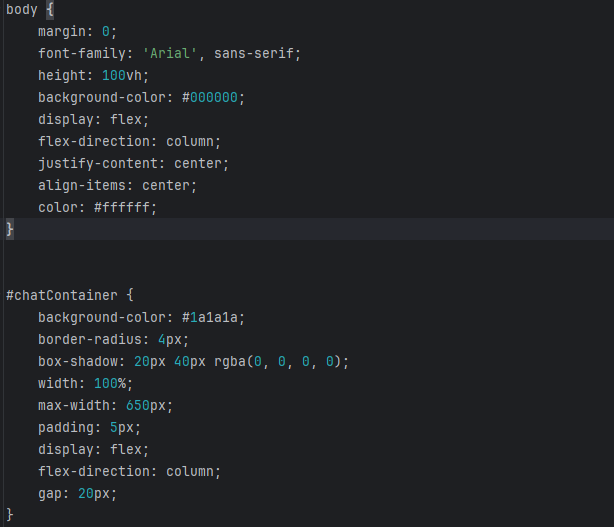 body {
    margin: 0;
    font-family: 'Arial', sans-serif;
    height: 100vh;
    background-color: #000000;
    display: flex;
    flex-direction: column;
    justify-content: center;
    align-items: center;
    color: #ffffff;
}
#chatContainer {
    background-color: #1a1a1a;
    border-radius: 4px;
    box-shadow: 20px 40px rgba(0, 0, 0, 0);
    width: 100%;
    max-width: 650px;
    padding: 5px;
    display: flex;
    flex-direction: column;
    gap: 20px;
}